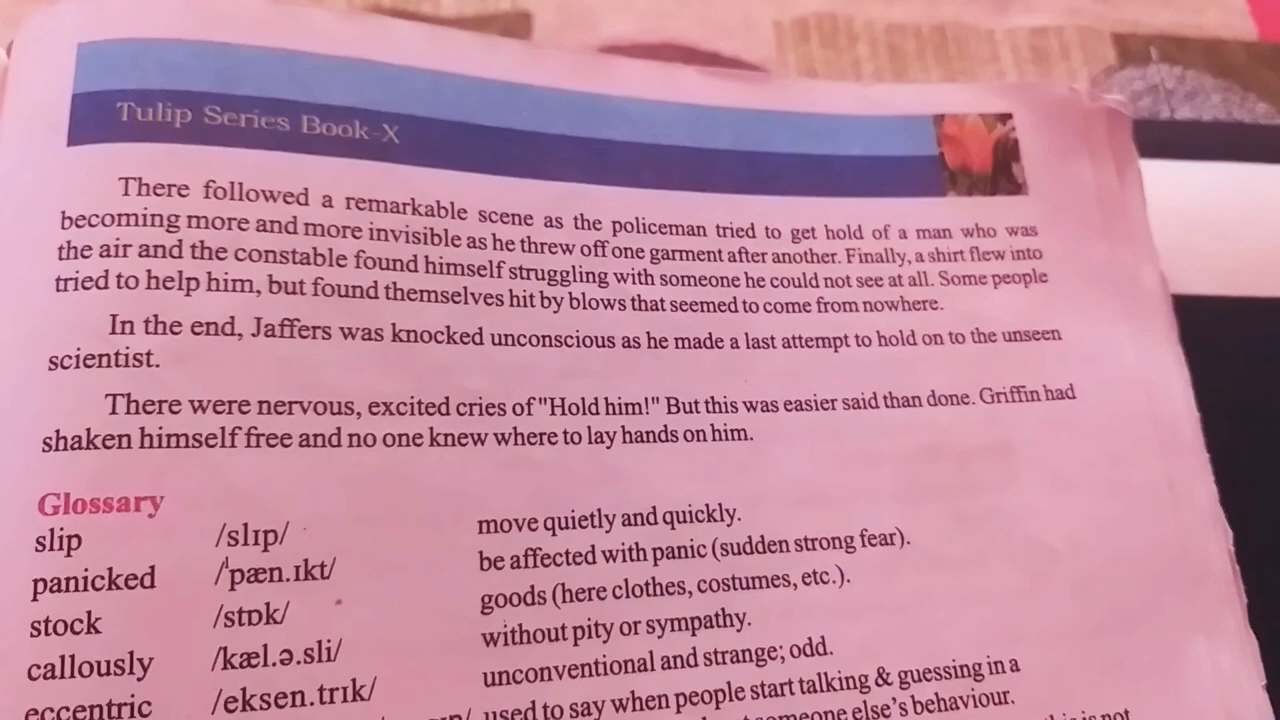 Tulip Series Book-X
There followed a remarkable scene as the policeman tried to get hold of a man who was
becoming more and more invisible as he threw off one garment after another. Finally, a shirt flew into
the air and the constable found himself struggling with someone he could not see at all. Some people
tried to help him, but found themselves hit by blows that seemed to come from nowhere.
In the end, Jaffers was knocked unconscious as he made a last attempt to hold on to the unseen
scientist.
There were nervous, excited cries of "Hold him!" But this was easier said than done. Griffin had
shaken himself free and no one knew where to lay hands on him.
Glossary
slip /slɪp/ move quietly and quickly.
panicked /ˈpæn.ɪkt/ be affected with panic (sudden strong fear).
stock /stɒk/ goods (here clothes, costumes, etc.).
callously /kæl.ə.sli/ without pity or sympathy.
eccentric /eksen.trɪk/ unconventional and strange; odd.
used to say when people start talking & guessing in a
someone else's behaviour.
is not